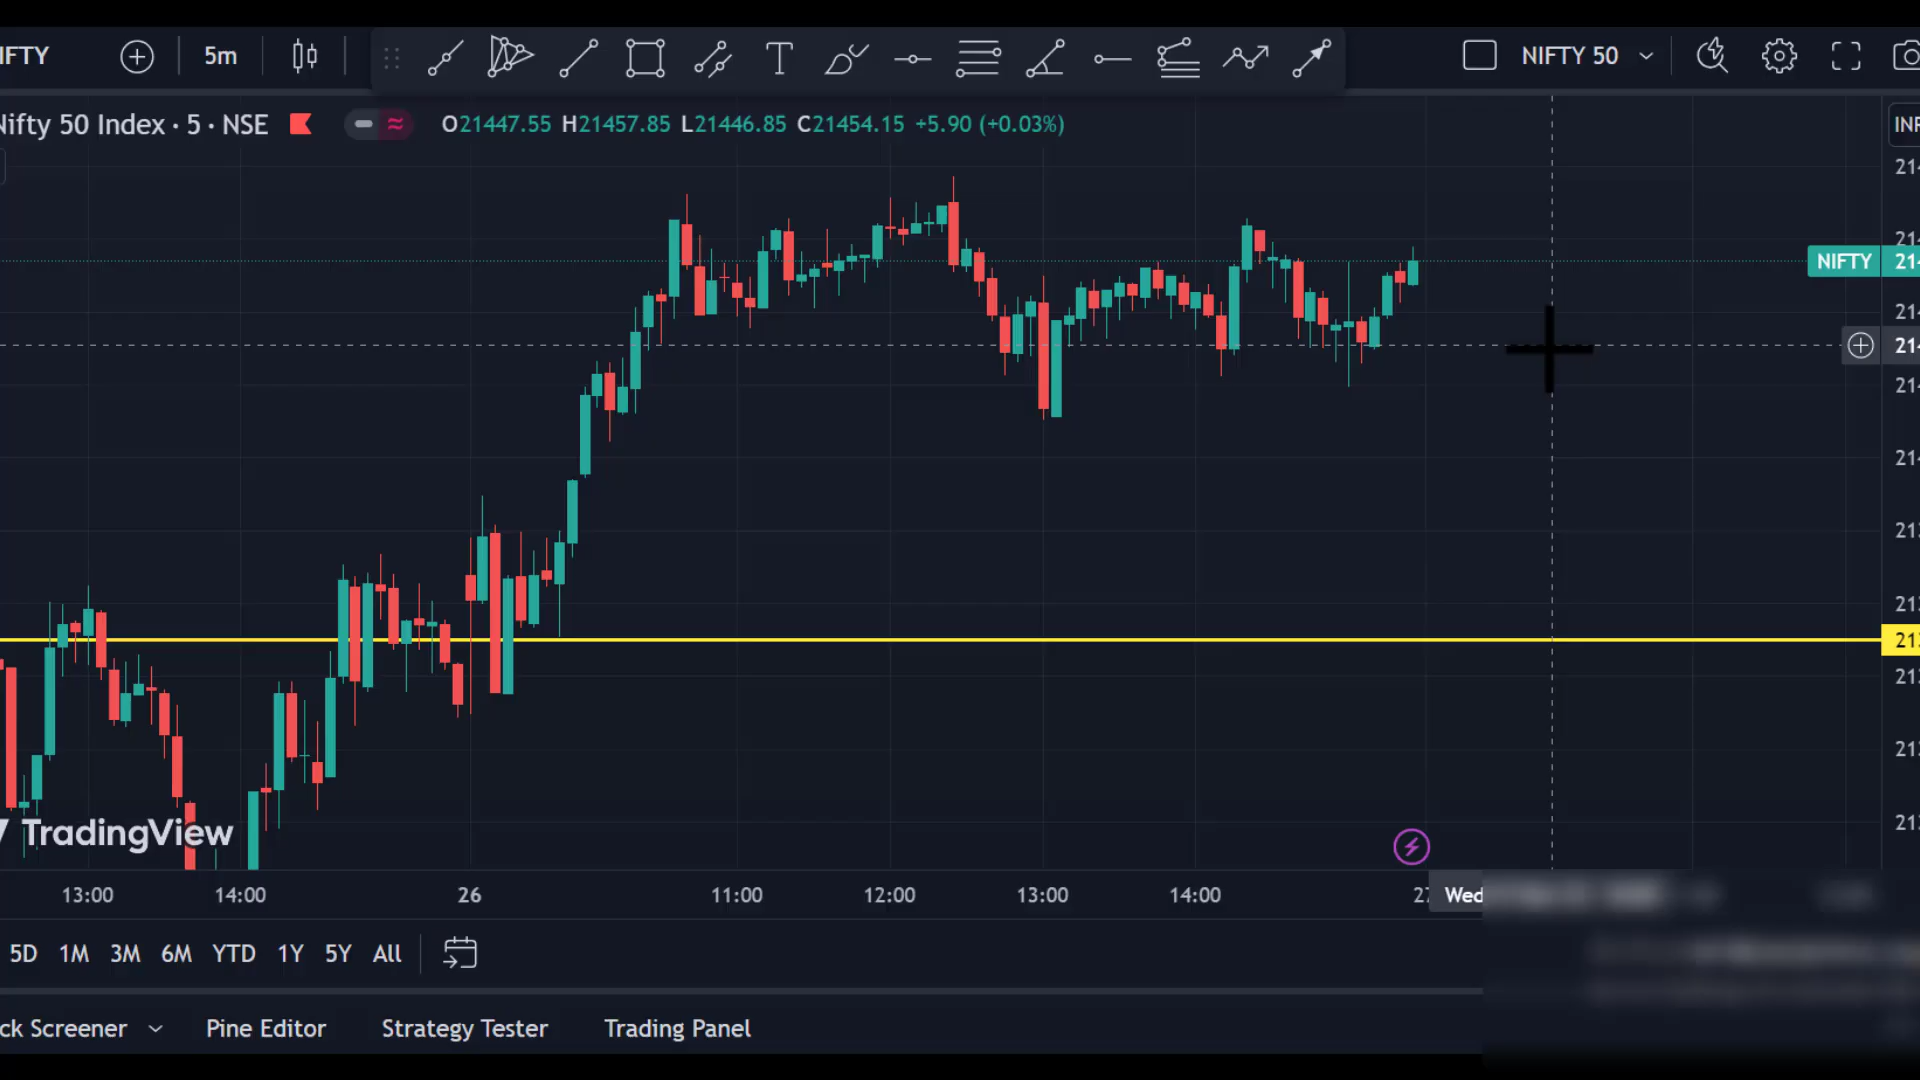 IFTY 5m NIFTY 50
Nifty 50 Index · 5 · NSE O21447.55 H21457.85 L21446.85 C21454.15 +5.90 (+0.03%)
INR
NIFTY
TradingView
13:00 14:00 26 11:00 12:00 13:00 14:00 27 Wed
5D 1M 3M 6M YTD 1Y 5Y All
ck Screener Pine Editor Strategy Tester Trading Panel